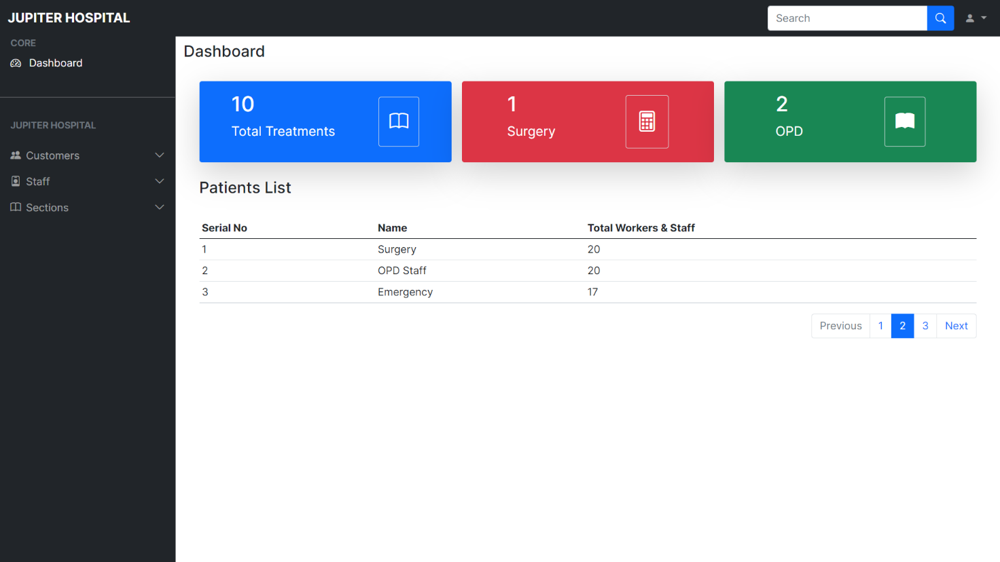 JUPITER HOSPITAL
Search
CORE
Dashboard
JUPITER HOSPITAL
Customers
Staff
Sections
Dashboard
10
Total Treatments
1
Surgery
2
OPD
Patients List
Serial No Name Total Workers & Staff
1 Surgery 20
2 OPD Staff 20
3 Emergency 17
Previous 1 2 3 Next